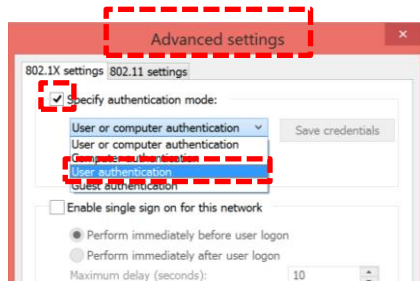 Advanced settings
×
802.1X settings 802.11 settings
Specify authentication mode:
User or computer authentication Save credentials
User or computer authentication
Computer authentication
User authentication
Guest authentication
Enable single sign on for this network
Perform immediately before user logon
Perform immediately after user logon
Maximum delay (seconds): 10